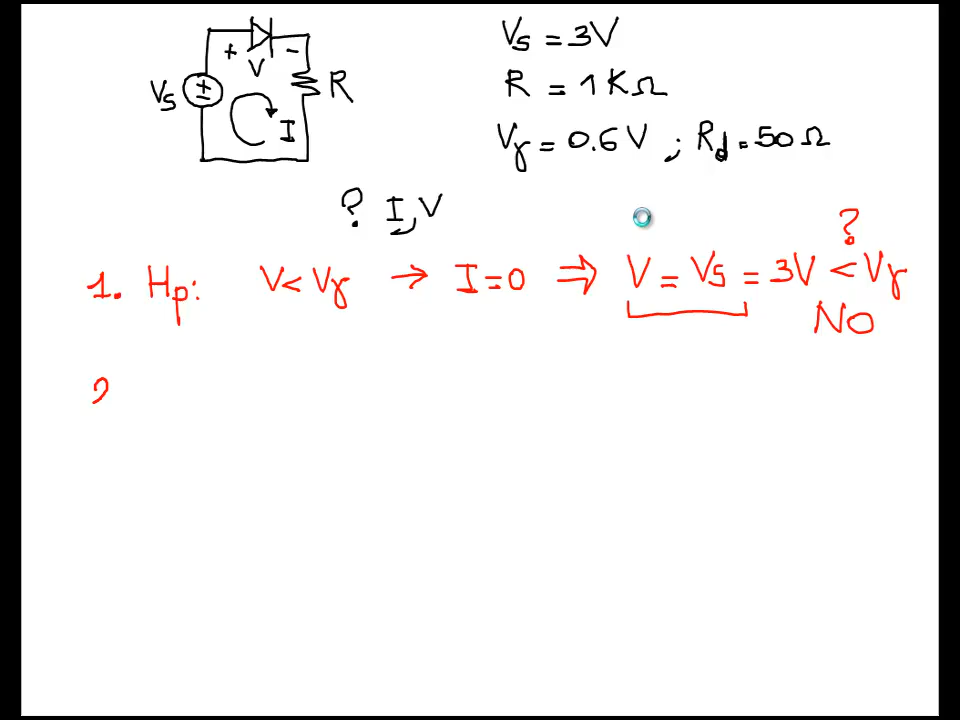 Vs = 3V
+ V -
R = 1 KΩ
Vs + - R
I
Vγ = 0.6 V ; Rd = 50 Ω
? I, V
?
1. Hp: V < Vγ → I = 0 ⇒ V = Vs = 3V < Vγ
NO